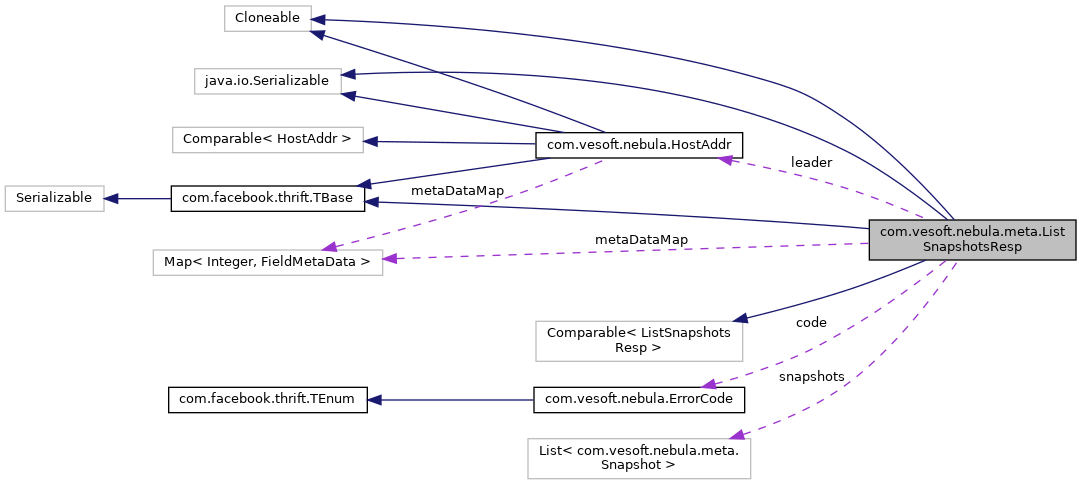 Cloneable
java.io.Serializable
Comparable< HostAddr >
com.vesoft.nebula.HostAddr
leader
metaDataMap
Serializable
com.facebook.thrift.TBase
com.vesoft.nebula.meta.List
SnapshotsResp
metaDataMap
Map< Integer, FieldMetaData >
Comparable< ListSnapshots
Resp >
code
snapshots
com.facebook.thrift.TEnum
com.vesoft.nebula.ErrorCode
List< com.vesoft.nebula.meta.
Snapshot >